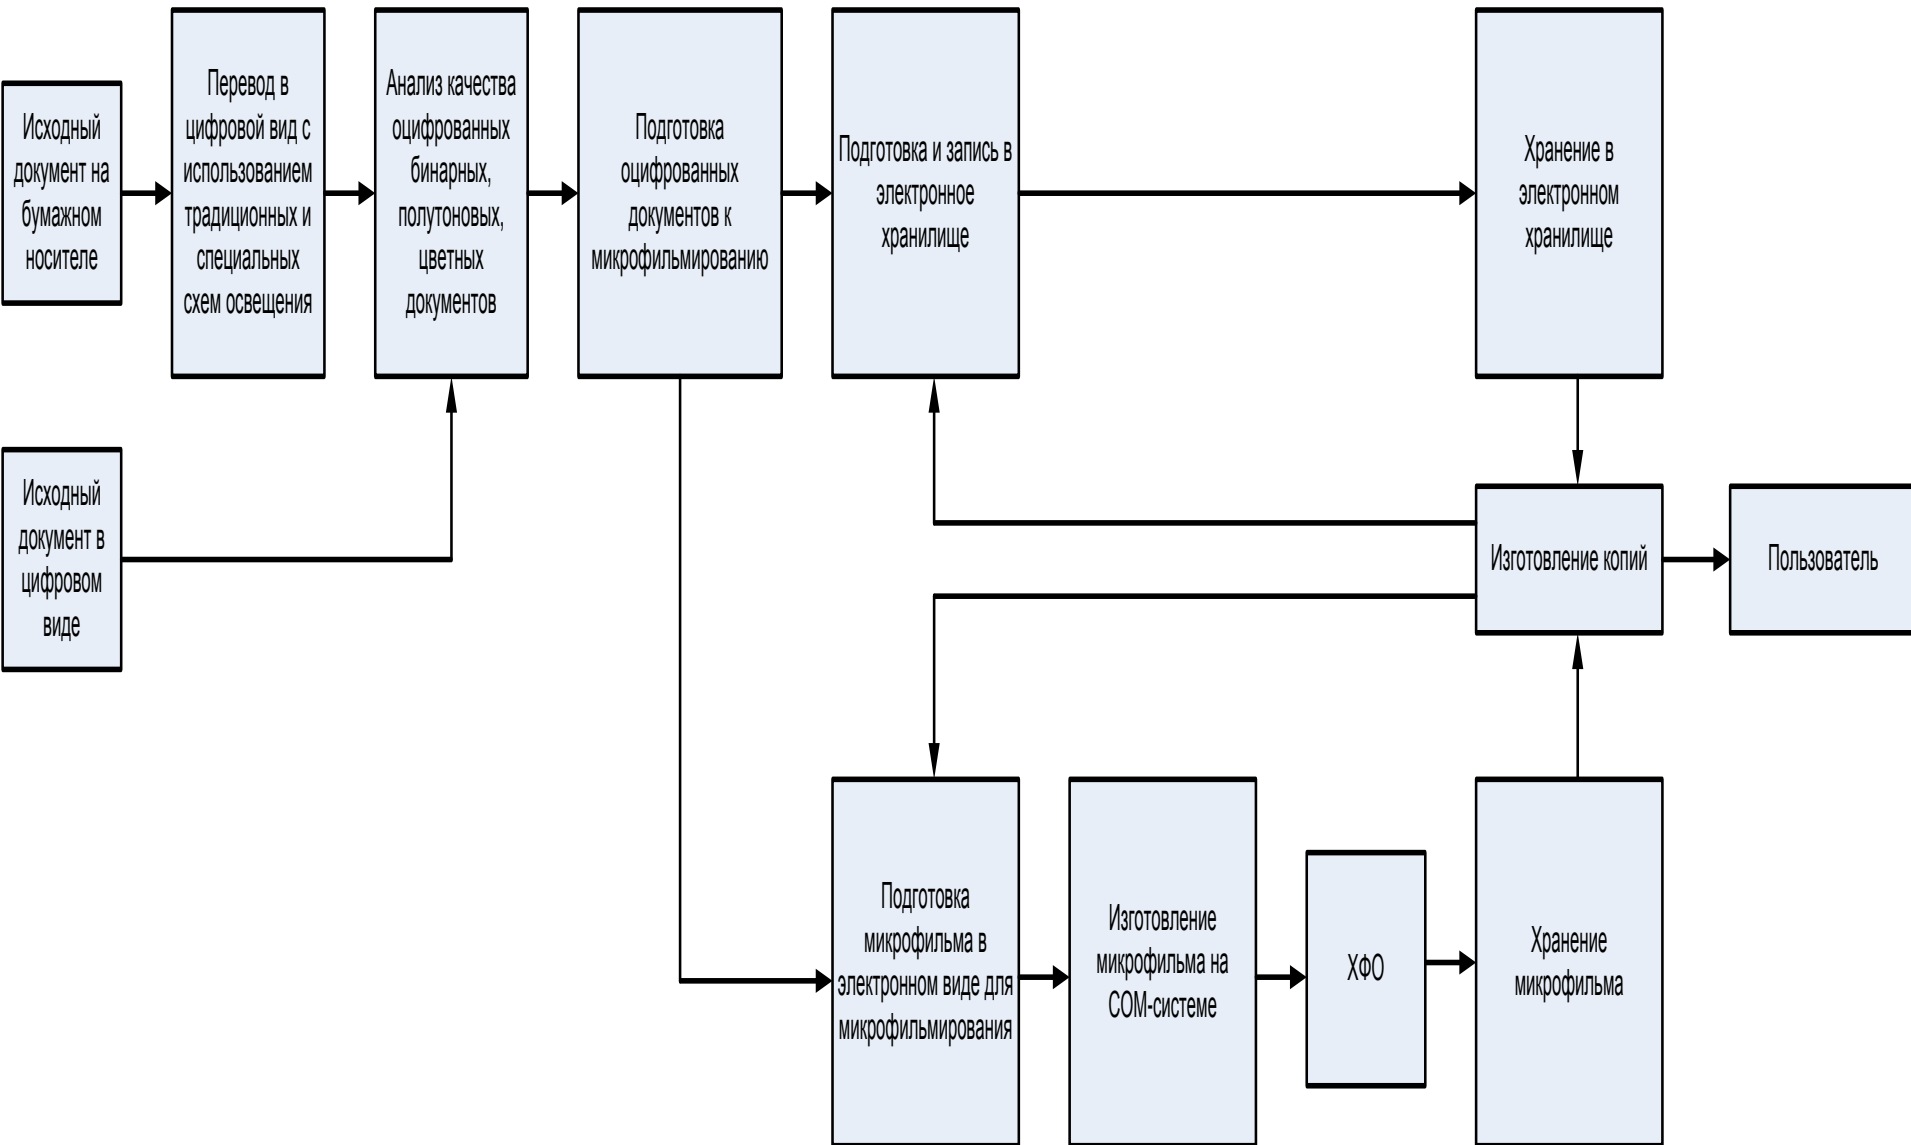 Исходный
документ на
бумажном
носителе
Перевод в
цифровой вид с
использованием
традиционных и
специальных
схем освещения
Анализ качества
оцифрованных
бинарных,
полутоновых,
цветных
документов
Подготовка
оцифрованных
документов к
микрофильмированию
Подготовка и запись в
электронное
хранилище
Хранение в
электронном
хранилище
Исходный
документ в
цифровом
виде
Изготовление копий
Пользователь
Подготовка
микрофильма в
электронном виде для
микрофильмирования
Изготовление
микрофильма на
COM-системе
ХФО
Хранение
микрофильма